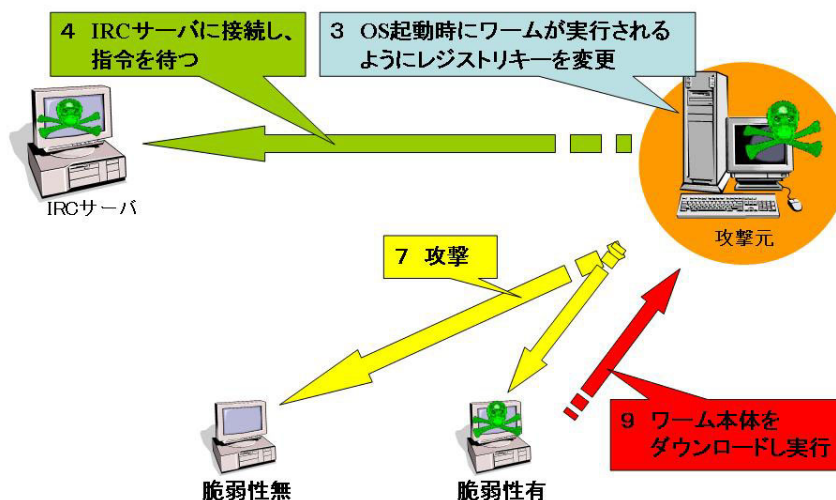 4 IRCサーバに接続し、
指令を待つ
3 OS起動時にワームが実行される
ようにレジストリキーを変更
IRCサーバ
攻撃元
7 攻撃
9 ワーム本体を
ダウンロードし実行
脆弱性無
脆弱性有